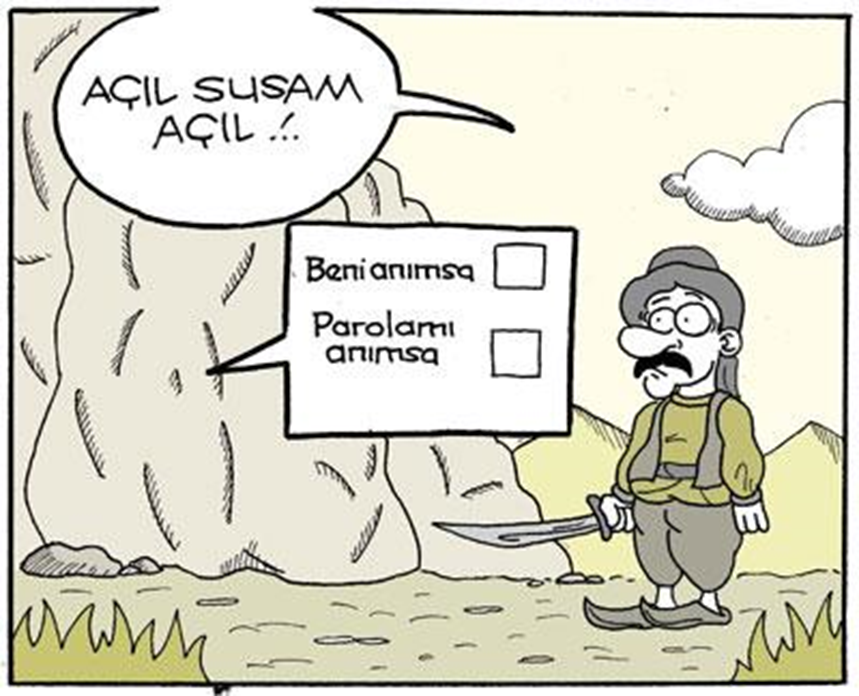 AÇIL SUSAM
AÇIL !..
Beni anımsa
Parolamı
anımsa